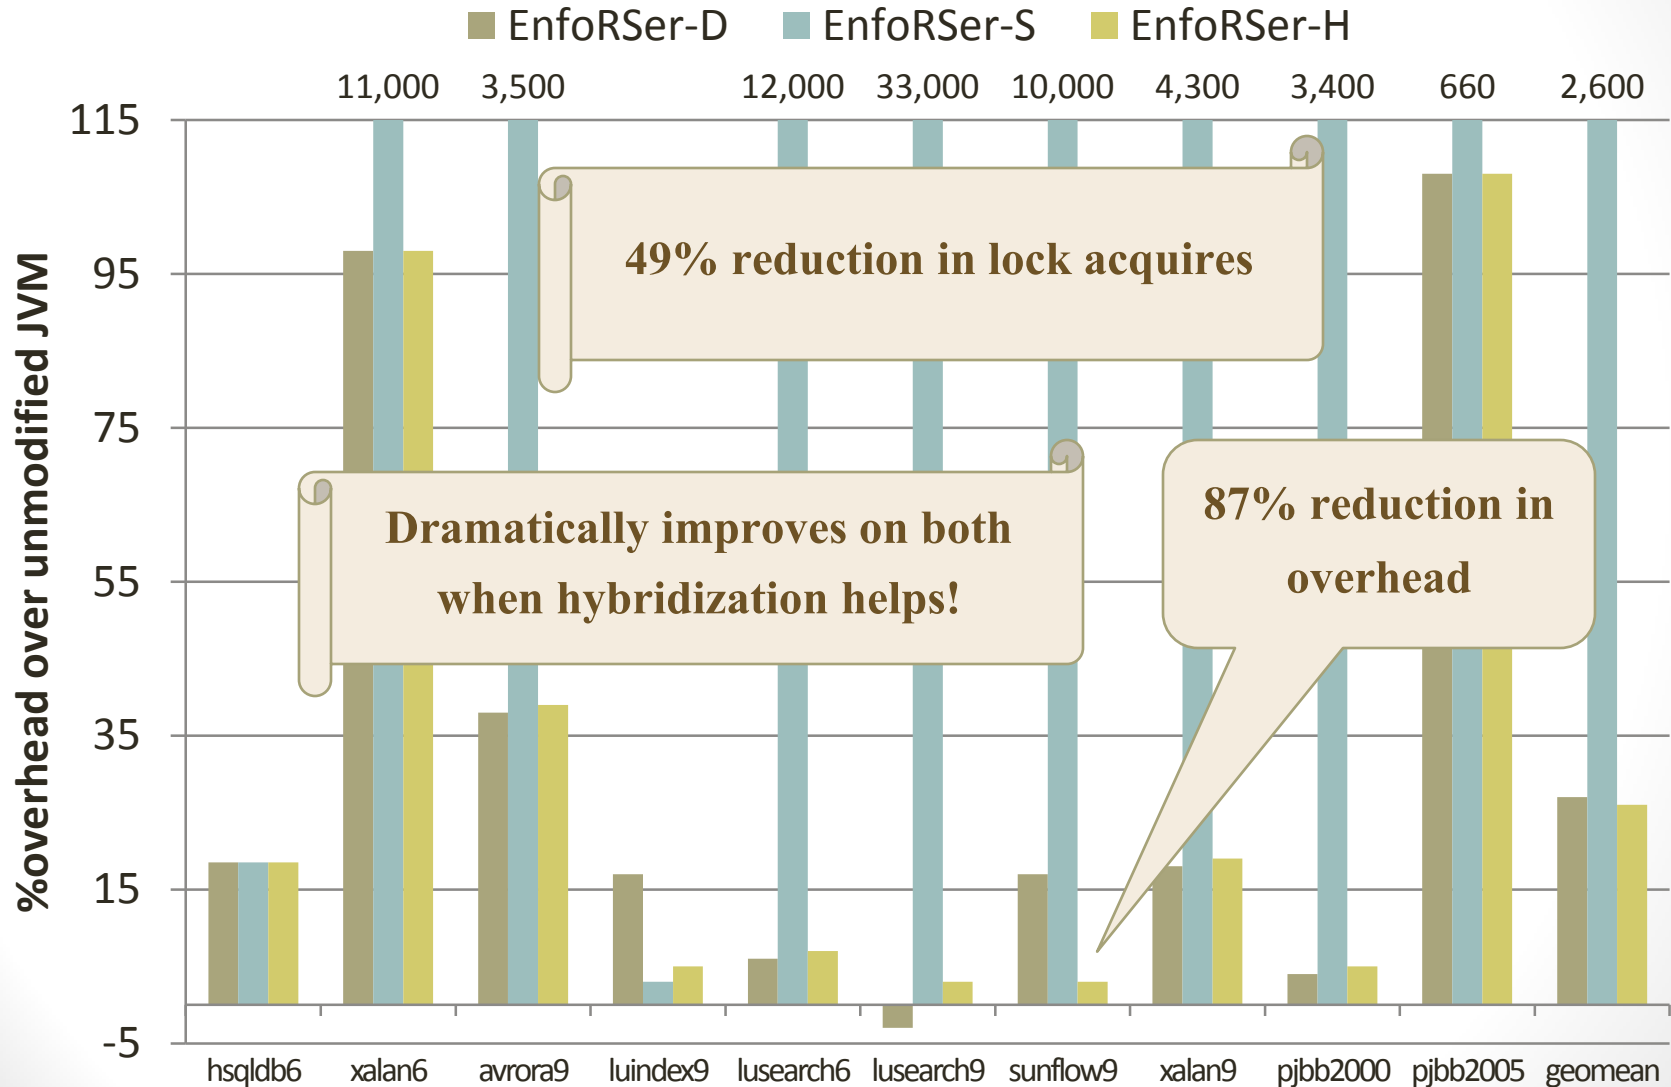 EnfoRSer-D EnfoRSer-S EnfoRSer-H
11,000 3,500 12,000 33,000 10,000 4,300 3,400 660 2,600
115
95
75
55
35
15
-5
%overhead over unmodified JVM
49% reduction in lock acquires
Dramatically improves on both
when hybridization helps!
87% reduction in
overhead
hsqldb6 xalan6 avrora9 luindex9 lusearch6 lusearch9 sunflow9 xalan9 pjbb2000 pjbb2005 geomean